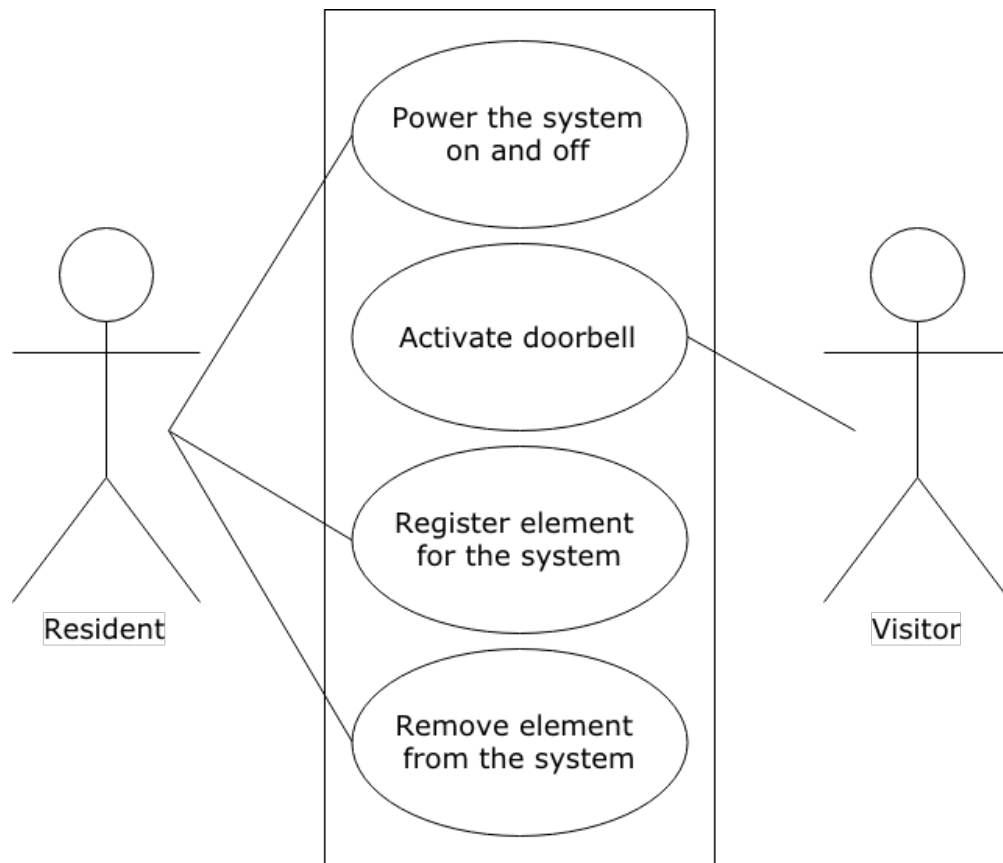 Power the system
on and off
Activate doorbell
Register element
for the system
Resident
Visitor
Remove element
from the system